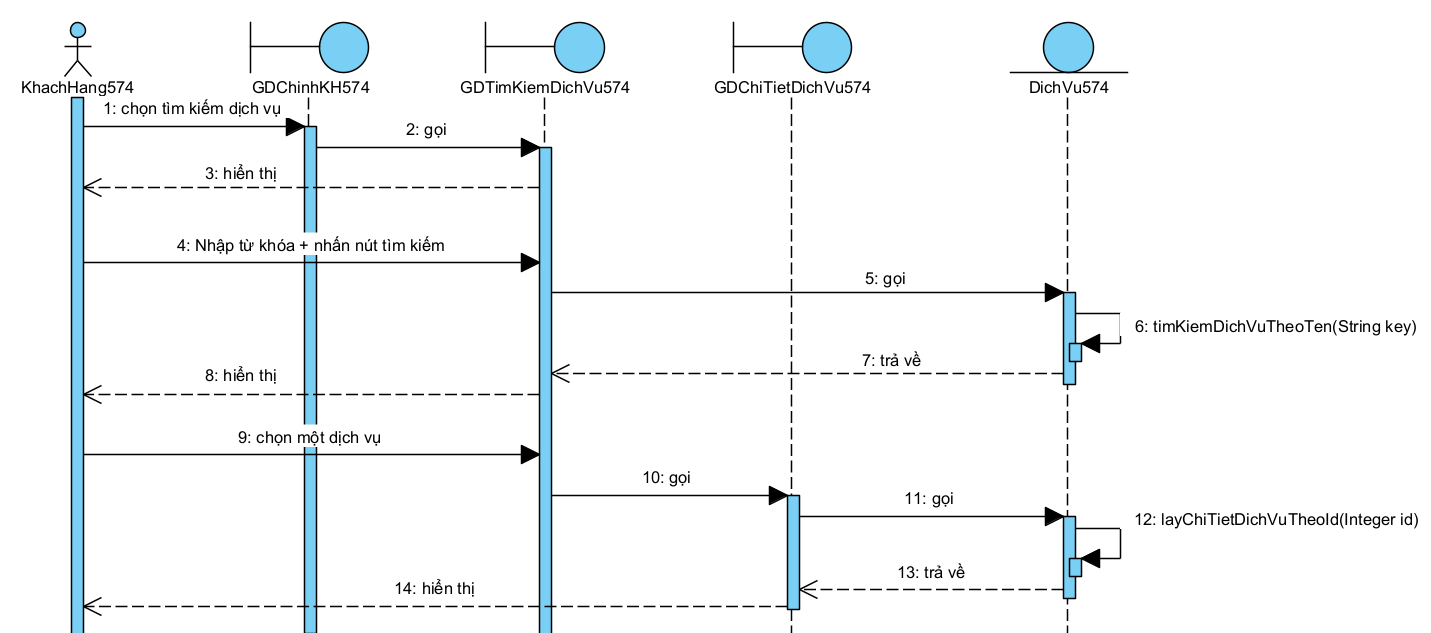 KhachHang574
GDChinhKH574
GDTimKiemDichVu574
GDChiTietDichVu574
DichVu574
1: chọn tìm kiếm dịch vụ
2: gọi
3: hiển thị
4: Nhập từ khóa + nhấn nút tìm kiếm
5: gọi
6: timKiemDichVuTheoTen(String key)
7: trả về
8: hiển thị
9: chọn một dịch vụ
10: gọi
11: gọi
12: layChiTietDichVuTheoId(Integer id)
13: trả về
14: hiển thị